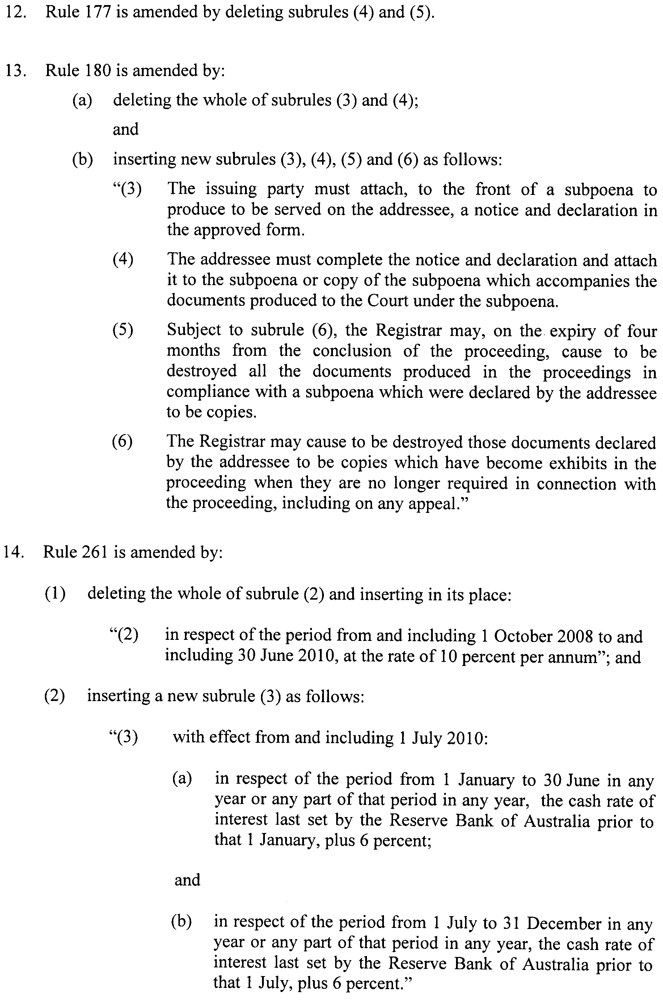 12. Rule 177 is amended by deleting subrules (4) and (5).
13. Rule 180 is amended by:
(a) deleting the whole of subrules (3) and (4);
and
(b) inserting new subrules (3), (4), (5) and (6) as follows:
“(3) The issuing party must attach, to the front of a subpoena to
produce to be served on the addressee, a notice and declaration in
the approved form.
(4) The addressee must complete the notice and declaration and attach
it to the subpoena or copy of the subpoena which accompanies the
documents produced to the Court under the subpoena.
(5) Subject to subrule (6), the Registrar may, on the expiry of four
months from the conclusion of the proceeding, cause to be
destroyed all the documents produced in the proceedings in
compliance with a subpoena which were declared by the addressee
to be copies.
(6) The Registrar may cause to be destroyed those documents declared
by the addressee to be copies which have become exhibits in the
proceeding when they are no longer required in connection with
the proceeding, including on any appeal.”
14. Rule 261 is amended by:
(1) deleting the whole of subrule (2) and inserting in its place:
“(2) in respect of the period from and including 1 October 2008 to and
including 30 June 2010, at the rate of 10 percent per annum”; and
(2) inserting a new subrule (3) as follows:
“(3) with effect from and including 1 July 2010:
(a) in respect of the period from 1 January to 30 June in any
year or any part of that period in any year, the cash rate of
interest last set by the Reserve Bank of Australia prior to
that 1 January, plus 6 percent;
and
(b) in respect of the period from 1 July to 31 December in any
year or any part of that period in any year, the cash rate of
interest last set by the Reserve Bank of Australia prior to
that 1 July, plus 6 percent.”